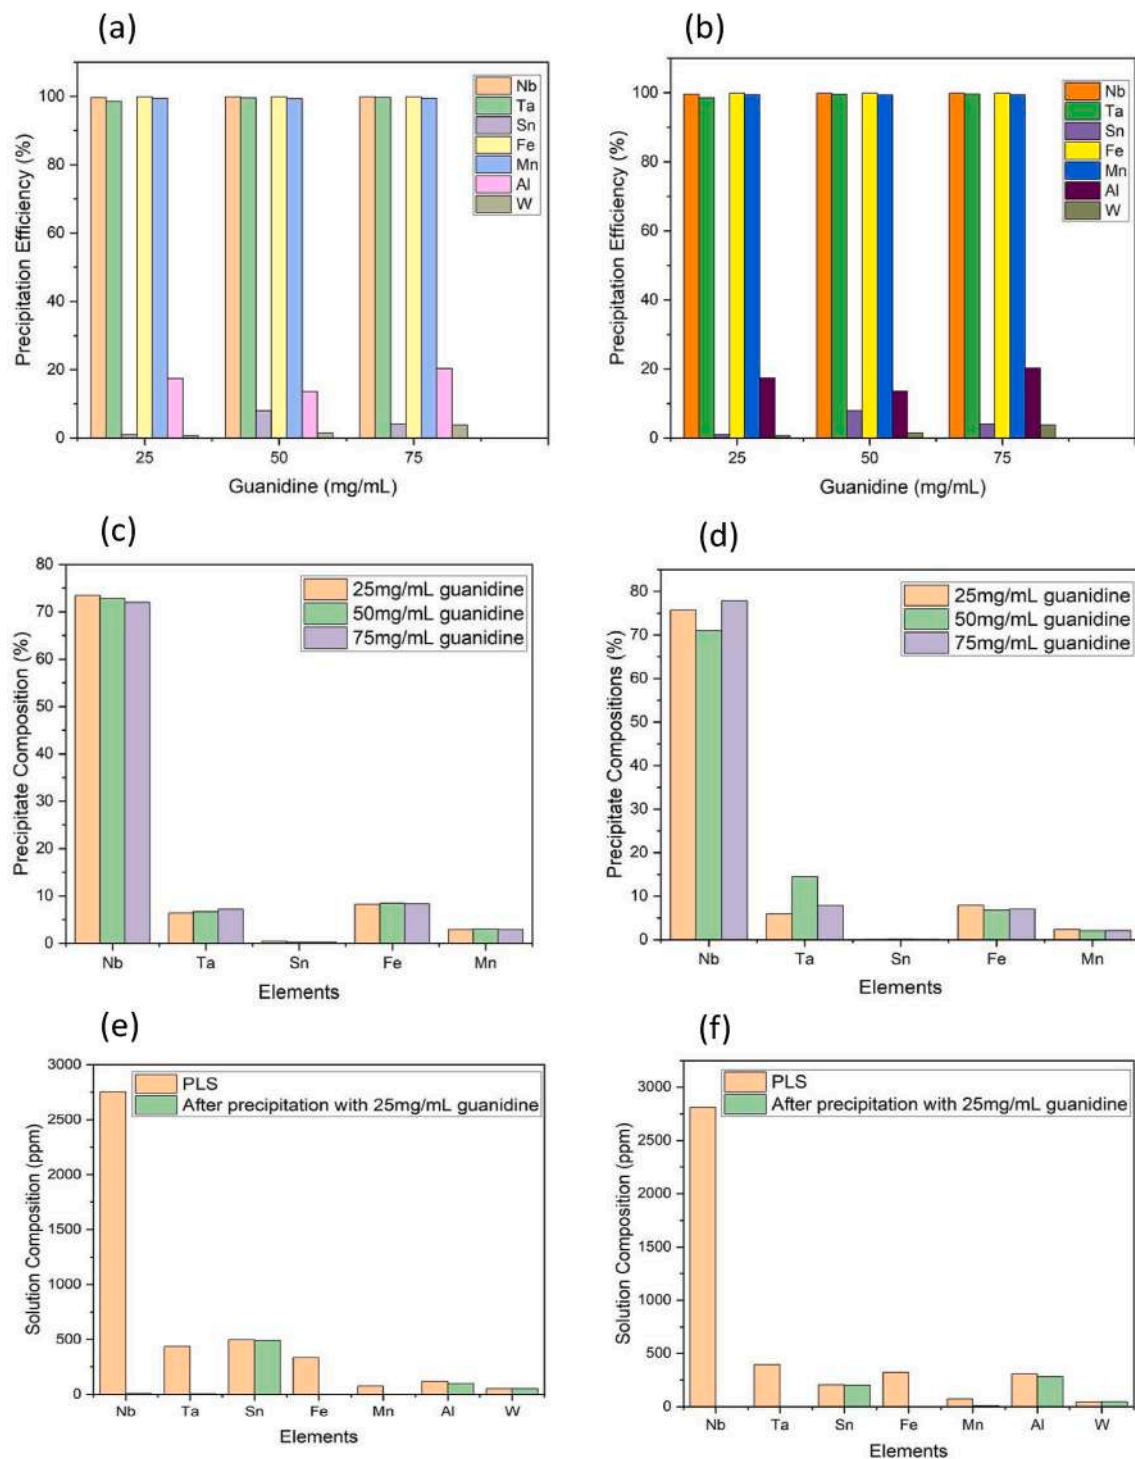 (a)
Precipitation Efficiency (%)
100
80
60
40
20
0
Nb
Ta
Sn
Fe
Mn
Al
W
25
50
75
Guanidine (mg/mL)
(b)
Precipitation Efficiency (%)
100
80
60
40
20
0
Nb
Ta
Sn
Fe
Mn
Al
W
25
50
75
Guanidine (mg/mL)
(c)
Precipitate Composition (%)
80
70
60
50
40
30
20
10
0
25mg/mL guanidine
50mg/mL guanidine
75mg/mL guanidine
Nb
Ta
Sn
Fe
Mn
Elements
(d)
Precipitate Compositions (%)
80
70
60
50
40
30
20
10
0
25mg/mL guanidine
50mg/mL guanidine
75mg/mL guanidine
Nb
Ta
Sn
Fe
Mn
Elements
(e)
Solution Composition (ppm)
3000
2500
2000
1500
1000
500
0
PLS
After precipitation with 25mg/mL guanidine
Nb
Ta
Sn
Fe
Mn
Al
W
Elements
(f)
Solution Composition (ppm)
3000
2500
2000
1500
1000
500
0
PLS
After precipitation with 25mg/mL guanidine
Nb
Ta
Sn
Fe
Mn
Al
W
Elements